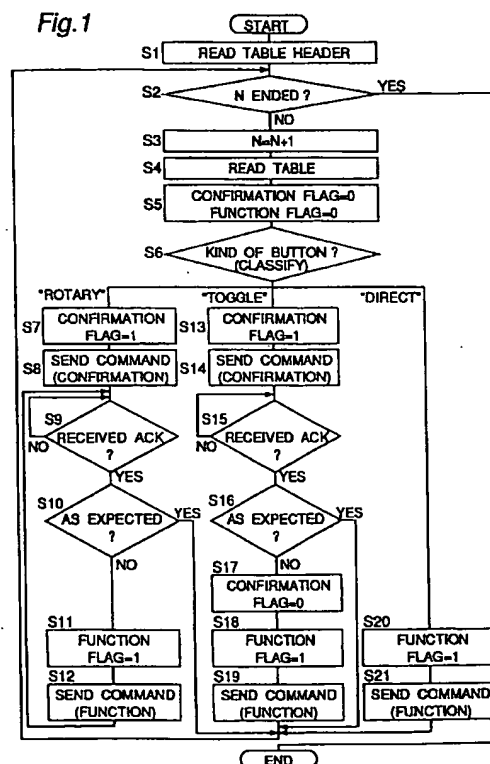 Fig.1
START
S1 READ TABLE HEADER
S2 N ENDED ? YES
NO
S3 N=N+1
S4 READ TABLE
S5 CONFIRMATION FLAG=0
FUNCTION FLAG=0
S6 KIND OF BUTTON ?
(CLASSIFY)
"ROTARY" "TOGGLE" "DIRECT"
S7 CONFIRMATION
FLAG=1
S13 CONFIRMATION
FLAG=1
S8 SEND COMMAND
(CONFIRMATION)
S14 SEND COMMAND
(CONFIRMATION)
S9 RECEIVED ACK
?
NO
YES
S15 RECEIVED ACK
?
NO
YES
S10 AS EXPECTED
?
YES
NO
S16 AS EXPECTED
?
YES
NO
S17 CONFIRMATION
FLAG=0
S11 FUNCTION
FLAG=1
S18 FUNCTION
FLAG=1
S20 FUNCTION
FLAG=1
S12 SEND COMMAND
(FUNCTION)
S19 SEND COMMAND
(FUNCTION)
S21 SEND COMMAND
(FUNCTION)
END